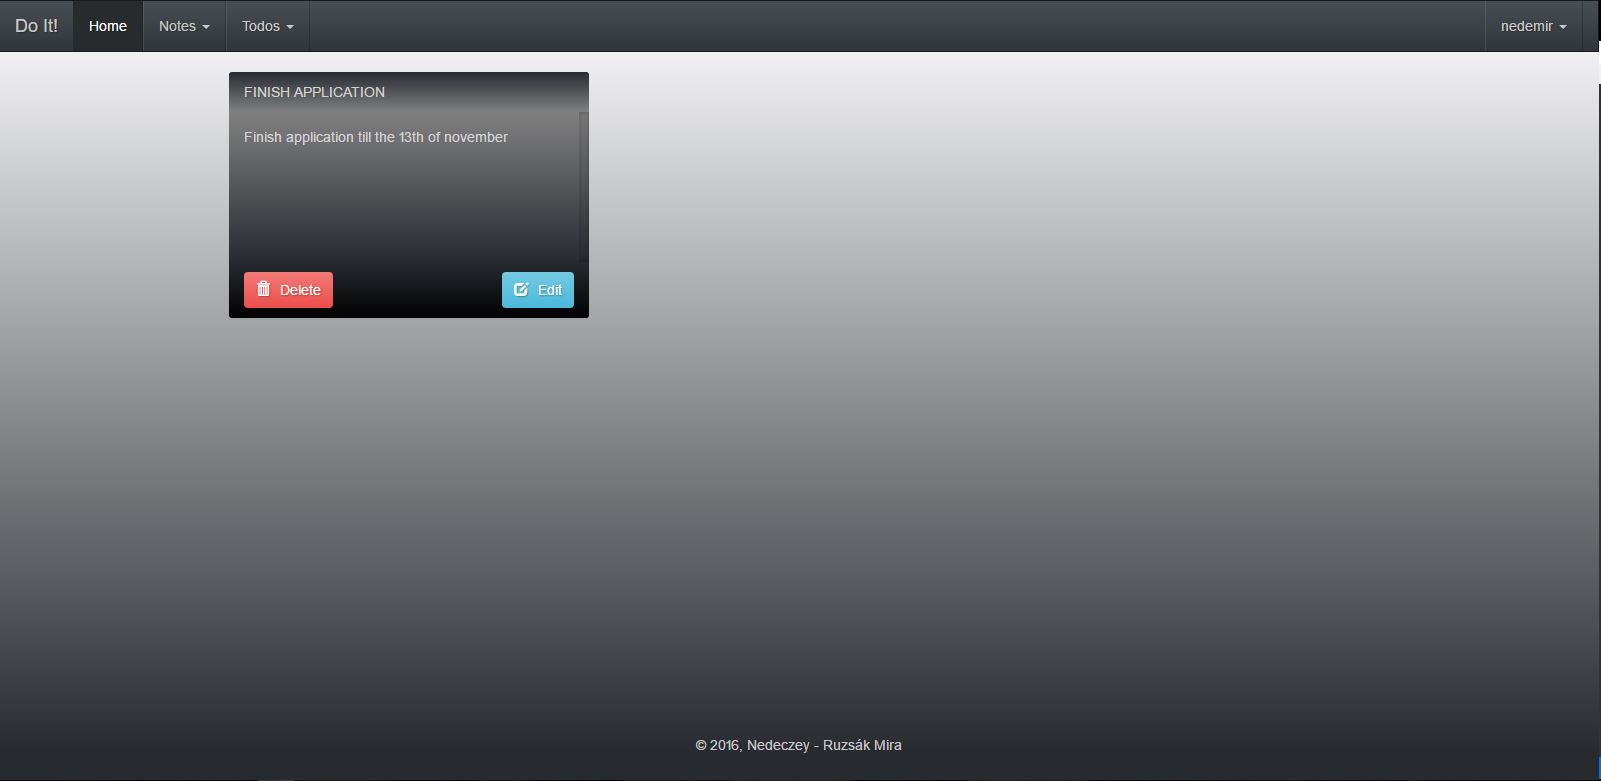 Do It! Home Notes Todos nedemir
FINISH APPLICATION
Finish application till the 13th of november
Delete Edit
© 2016, Nedeczey - Ruzsák Mira